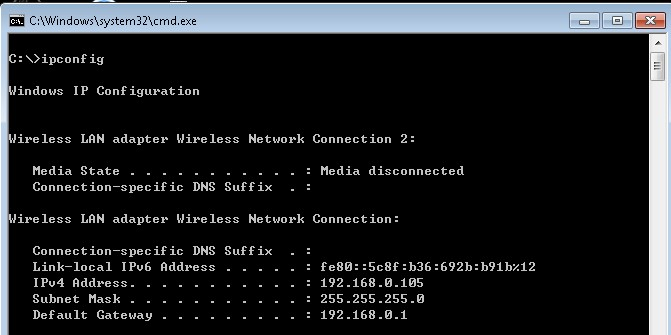 C:\Windows\system32\cmd.exe
C:\>ipconfig
Windows IP Configuration
Wireless LAN adapter Wireless Network Connection 2:
Media State . . . . . . . . . . . : Media disconnected
Connection-specific DNS Suffix  . :
Wireless LAN adapter Wireless Network Connection:
Connection-specific DNS Suffix  . :
Link-local IPv6 Address . . . . . : fe80::5c8f:b36:692b:b91b%12
IPv4 Address. . . . . . . . . . . : 192.168.0.105
Subnet Mask . . . . . . . . . . . : 255.255.255.0
Default Gateway . . . . . . . . . : 192.168.0.1